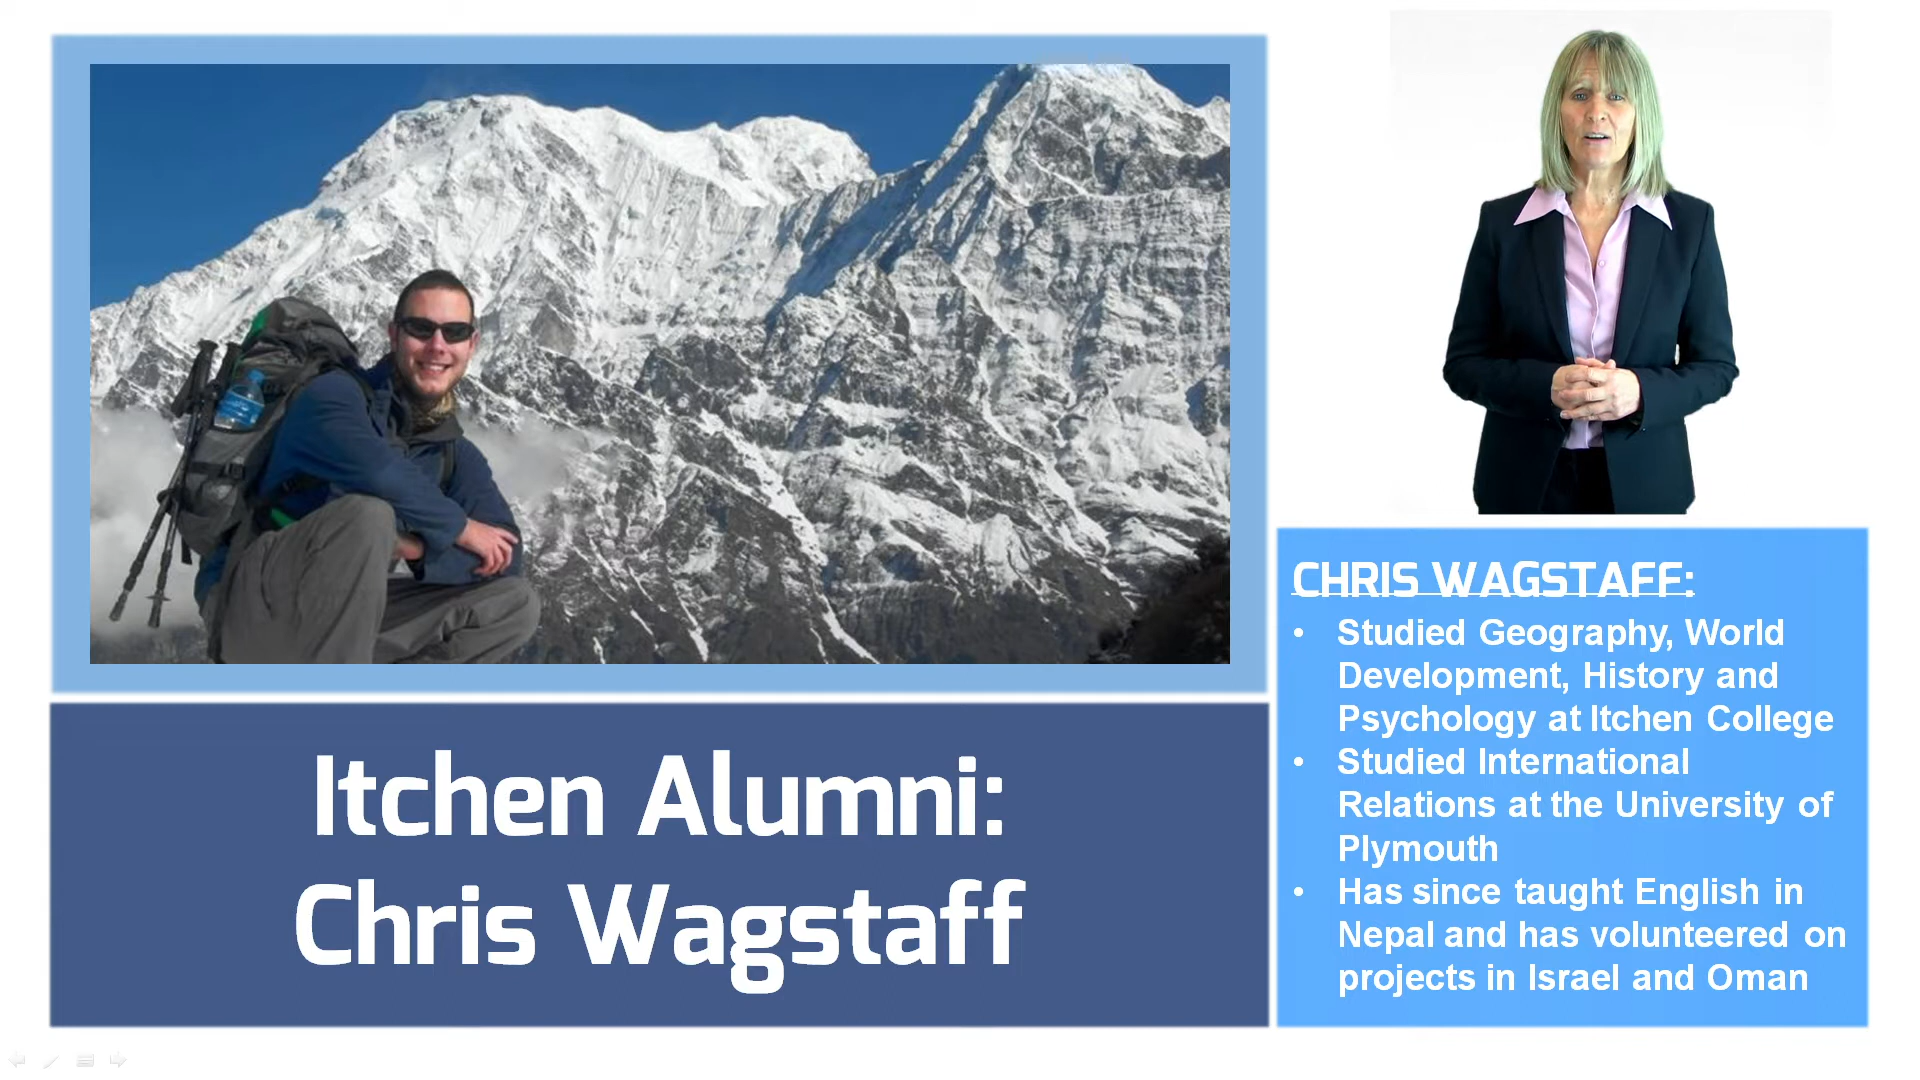 Itchen Alumni:
Chris Wagstaff
CHRIS WAGSTAFF:
• Studied Geography, World
Development, History and
Psychology at Itchen College
• Studied International
Relations at the University of
Plymouth
• Has since taught English in
Nepal and has volunteered on
projects in Israel and Oman